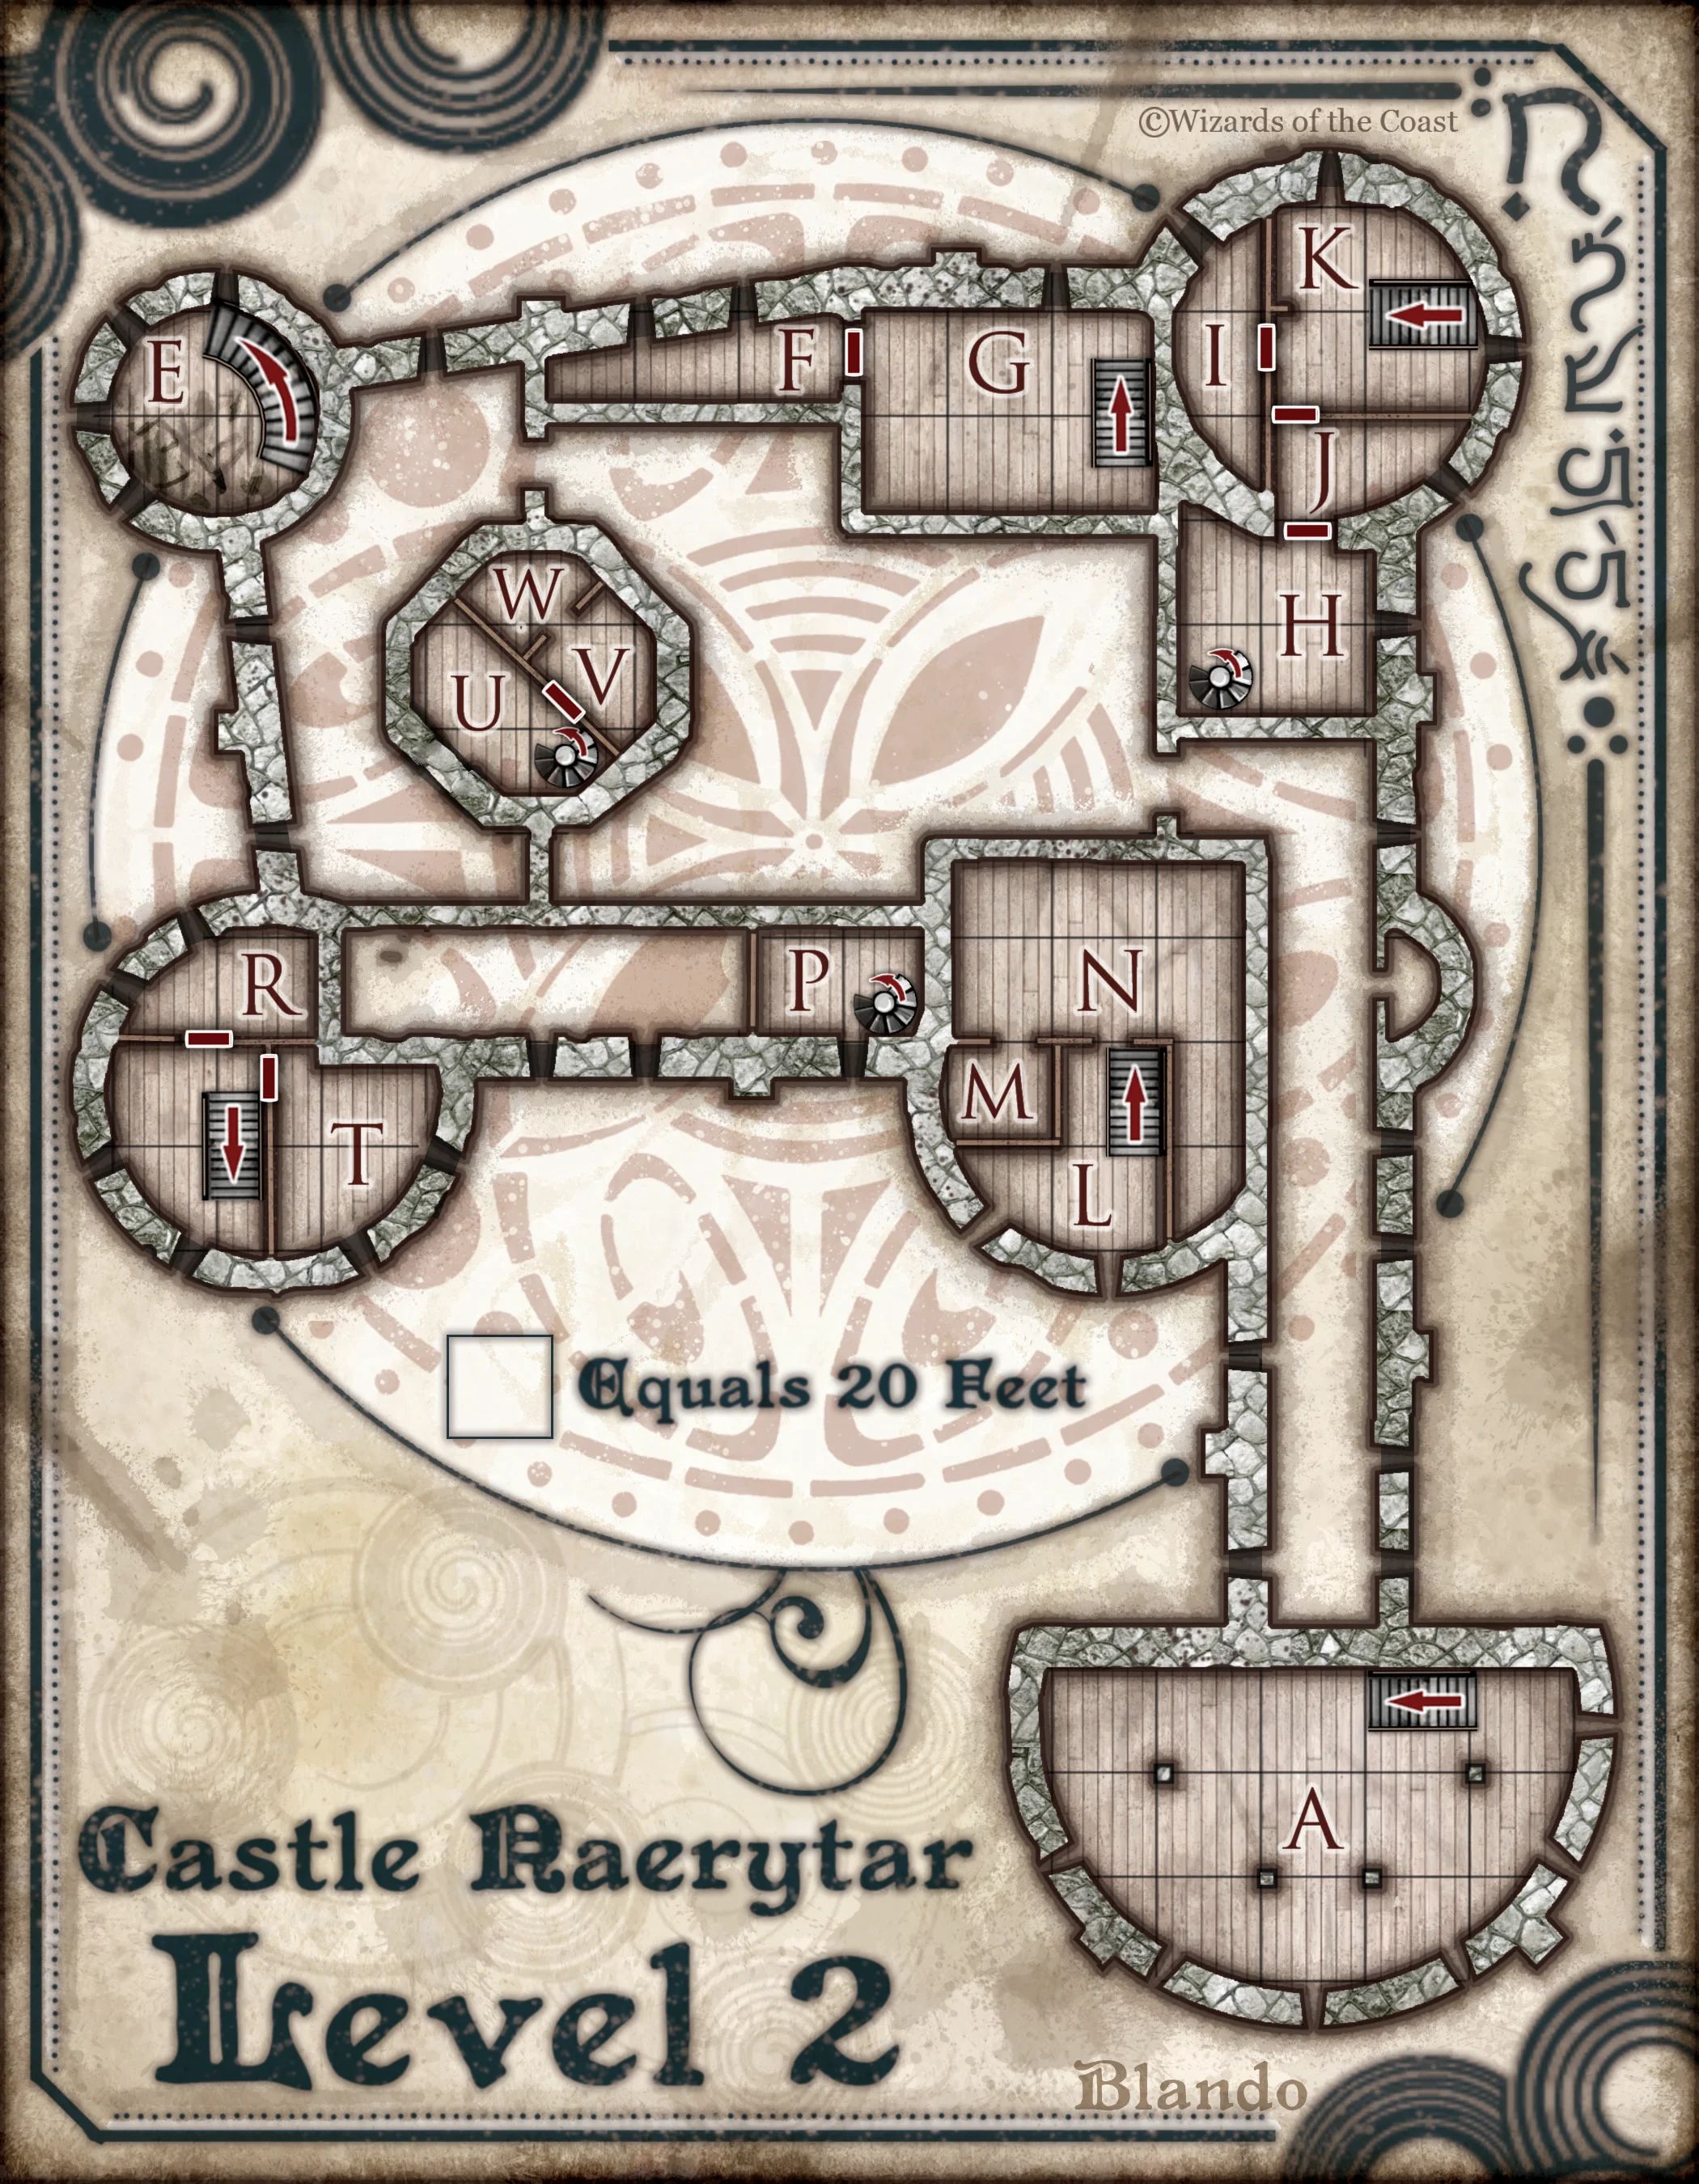 ©Wizards of the Coast
K
I
E
F
G
J
W
H
V
U
R
P
N
M
T
L
Equals 20 Feet
A
Castle Naerytar
Level 2
Blando